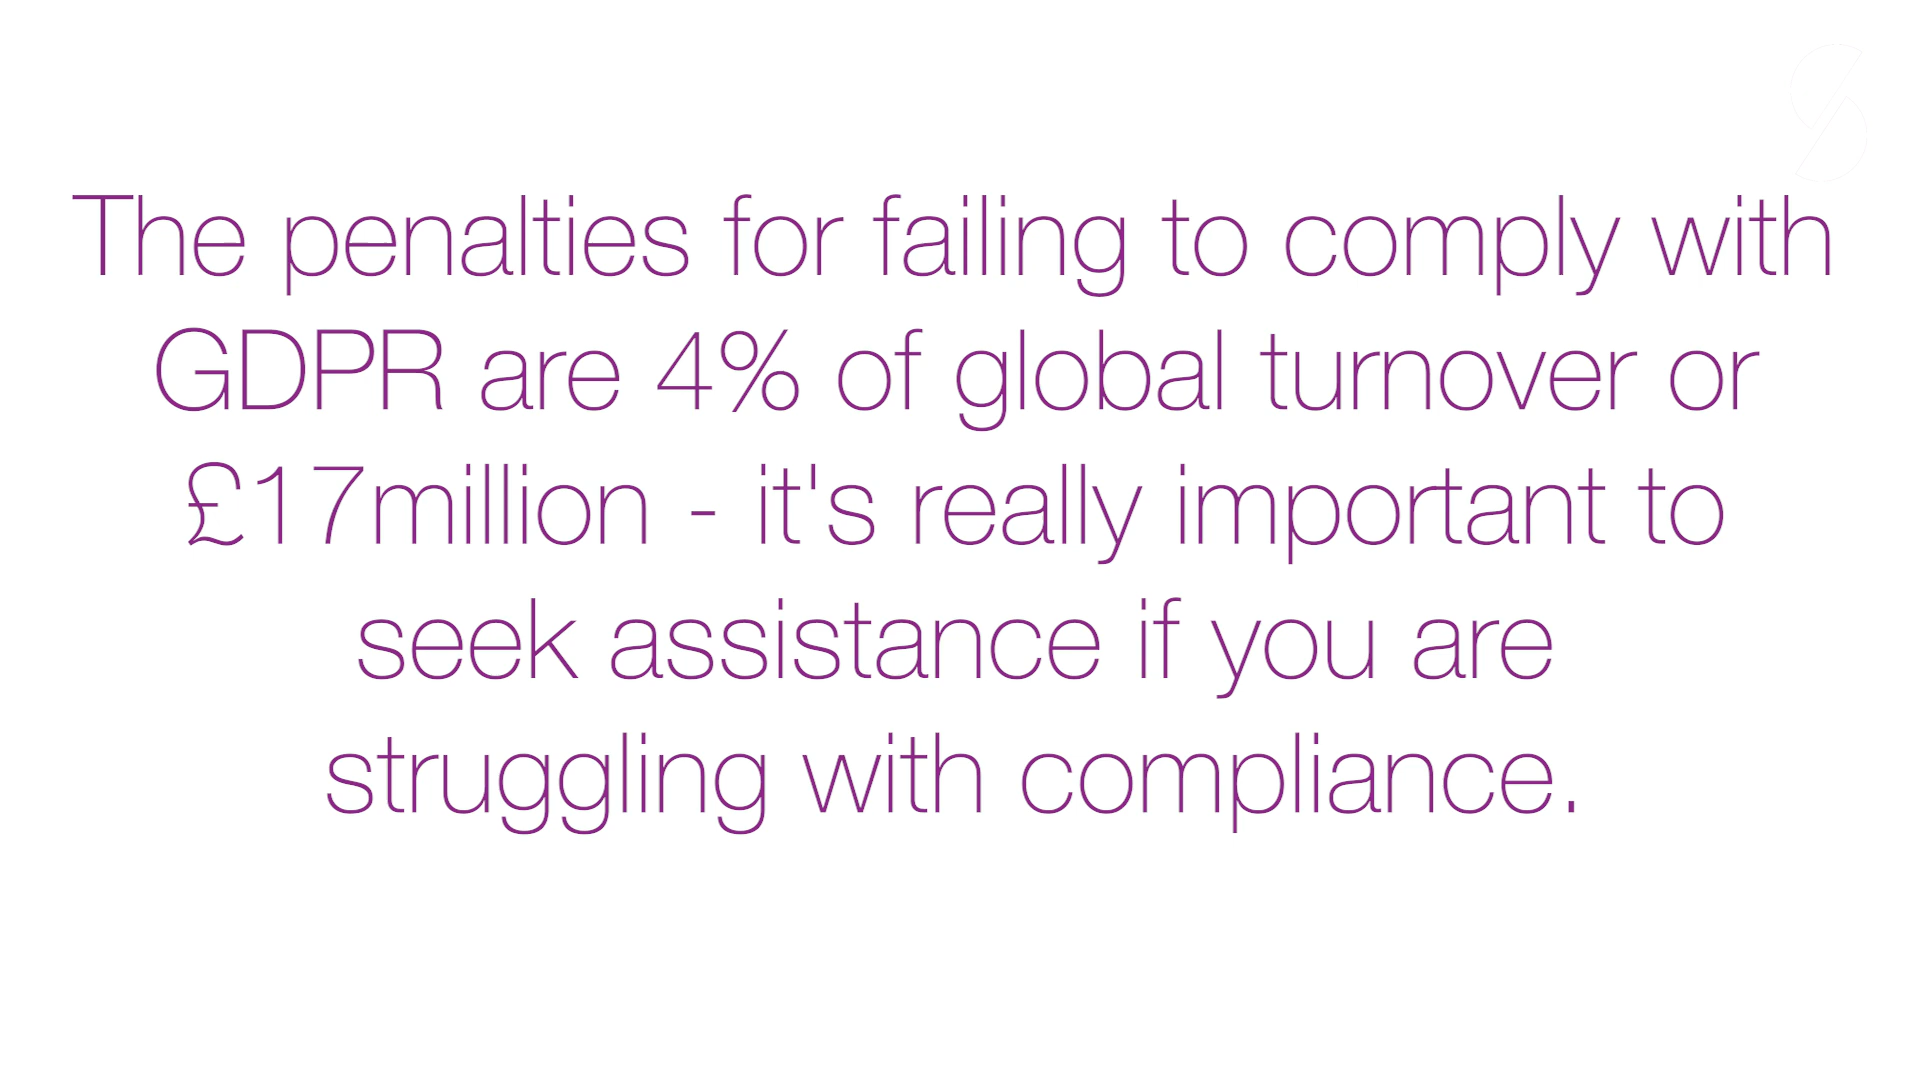 The penalties for failing to comply with
GDPR are 4% of global turnover or
£17million - it's really important to
seek assistance if you are
struggling with compliance.